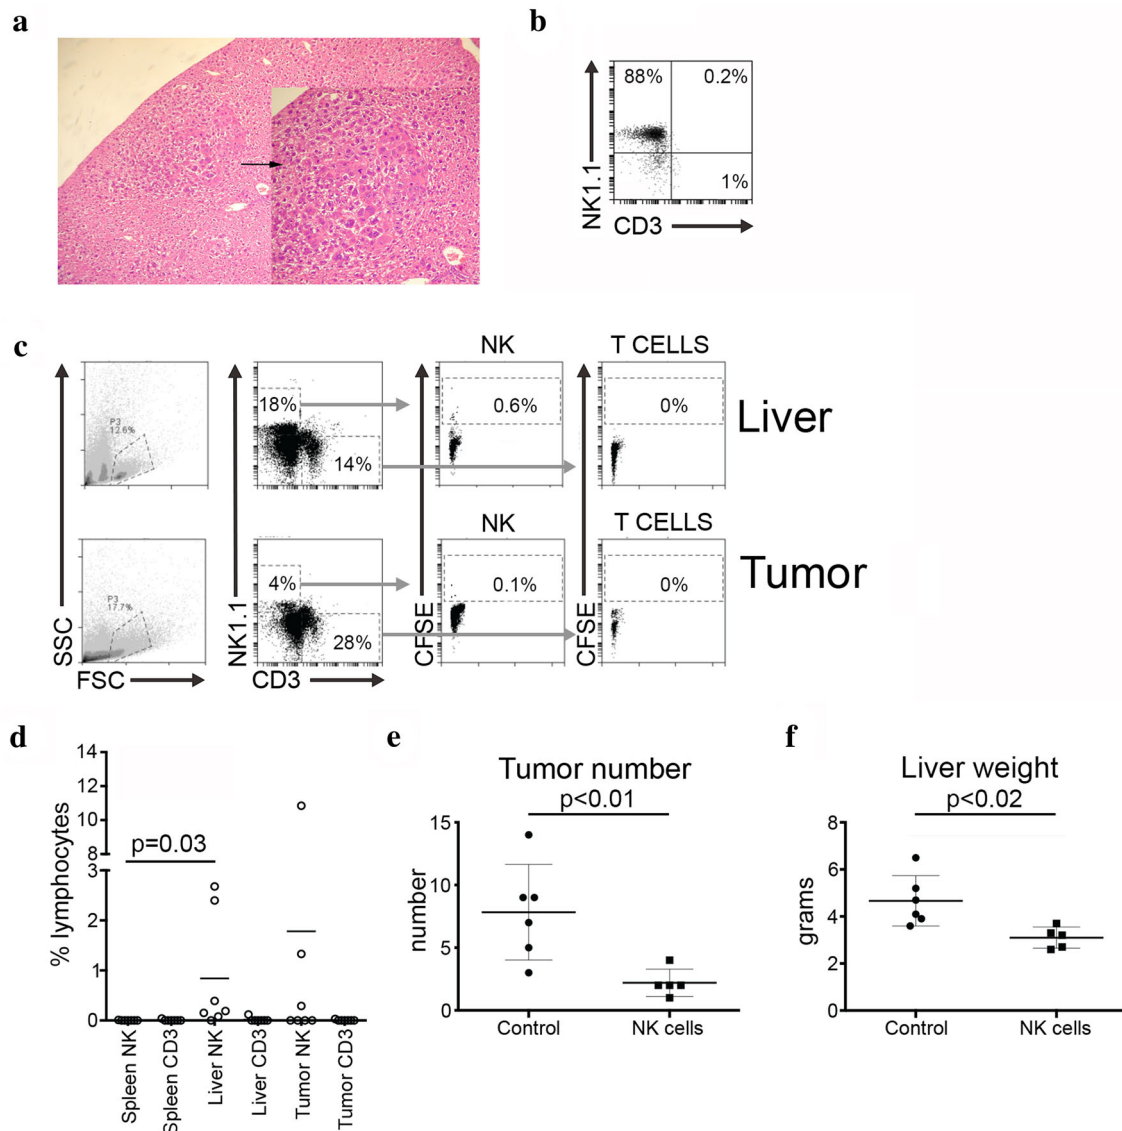 a
b
88%
0.2%
1%
NK1.1
CD3
c
NK
T CELLS
P3
12.6%
18%
14%
0.6%
0%
Liver
NK
T CELLS
P3
17.7%
4%
28%
0.1%
0%
Tumor
SSC
FSC
NK1.1
CD3
CFSE
CFSE
d
% lymphocytes
14
12
10
8
3
2
1
0
p=0.03
Spleen NK
Spleen CD3
Liver NK
Liver CD3
Tumor NK
Tumor CD3
e
Tumor number
p<0.01
number
15
10
5
0
Control
NK cells
f
Liver weight
p<0.02
grams
8
6
4
2
0
Control
NK cells